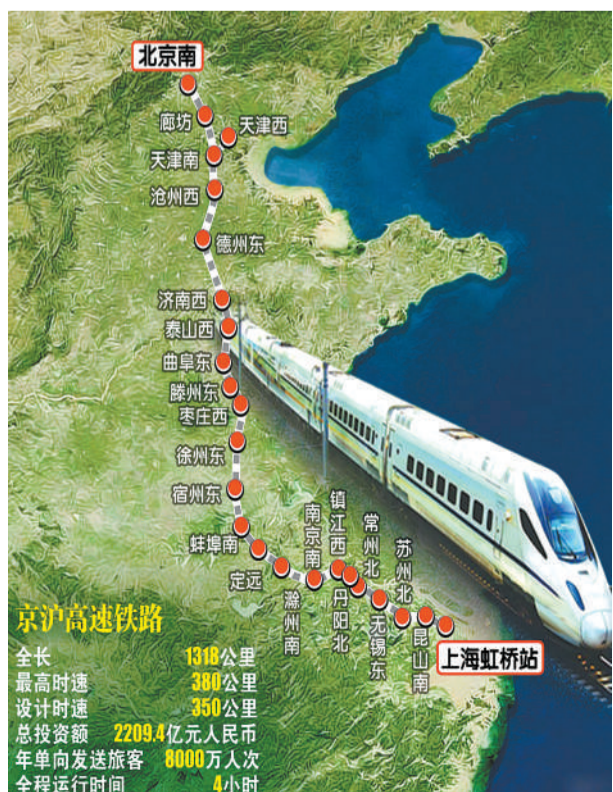 北京南
廊坊
天津西
天津南
沧州西
德州东
济南西
泰山西
曲阜东
滕州东
枣庄西
徐州东
宿州东
蚌埠南
定远
滁州南
南京南
镇江西
丹阳北
常州北
无锡东
苏州北
昆山南
上海虹桥站
京沪高速铁路
全长 1318公里
最高时速 380公里
设计时速 350公里
总投资额 2209.4亿元人民币
年单向发送旅客 8000万人次
全程运行时间 4小时